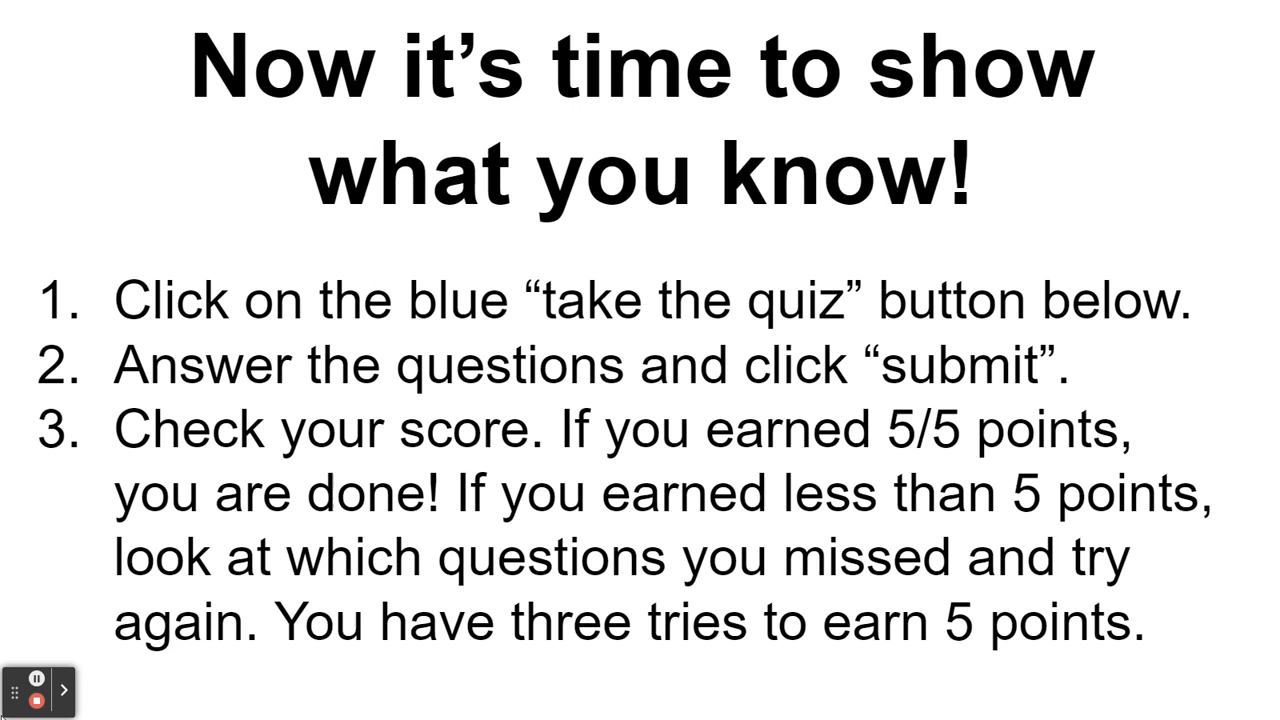 Now it’s time to show
what you know!
1. Click on the blue “take the quiz” button below.
2. Answer the questions and click “submit”.
3. Check your score. If you earned 5/5 points,
you are done! If you earned less than 5 points,
look at which questions you missed and try
again. You have three tries to earn 5 points.